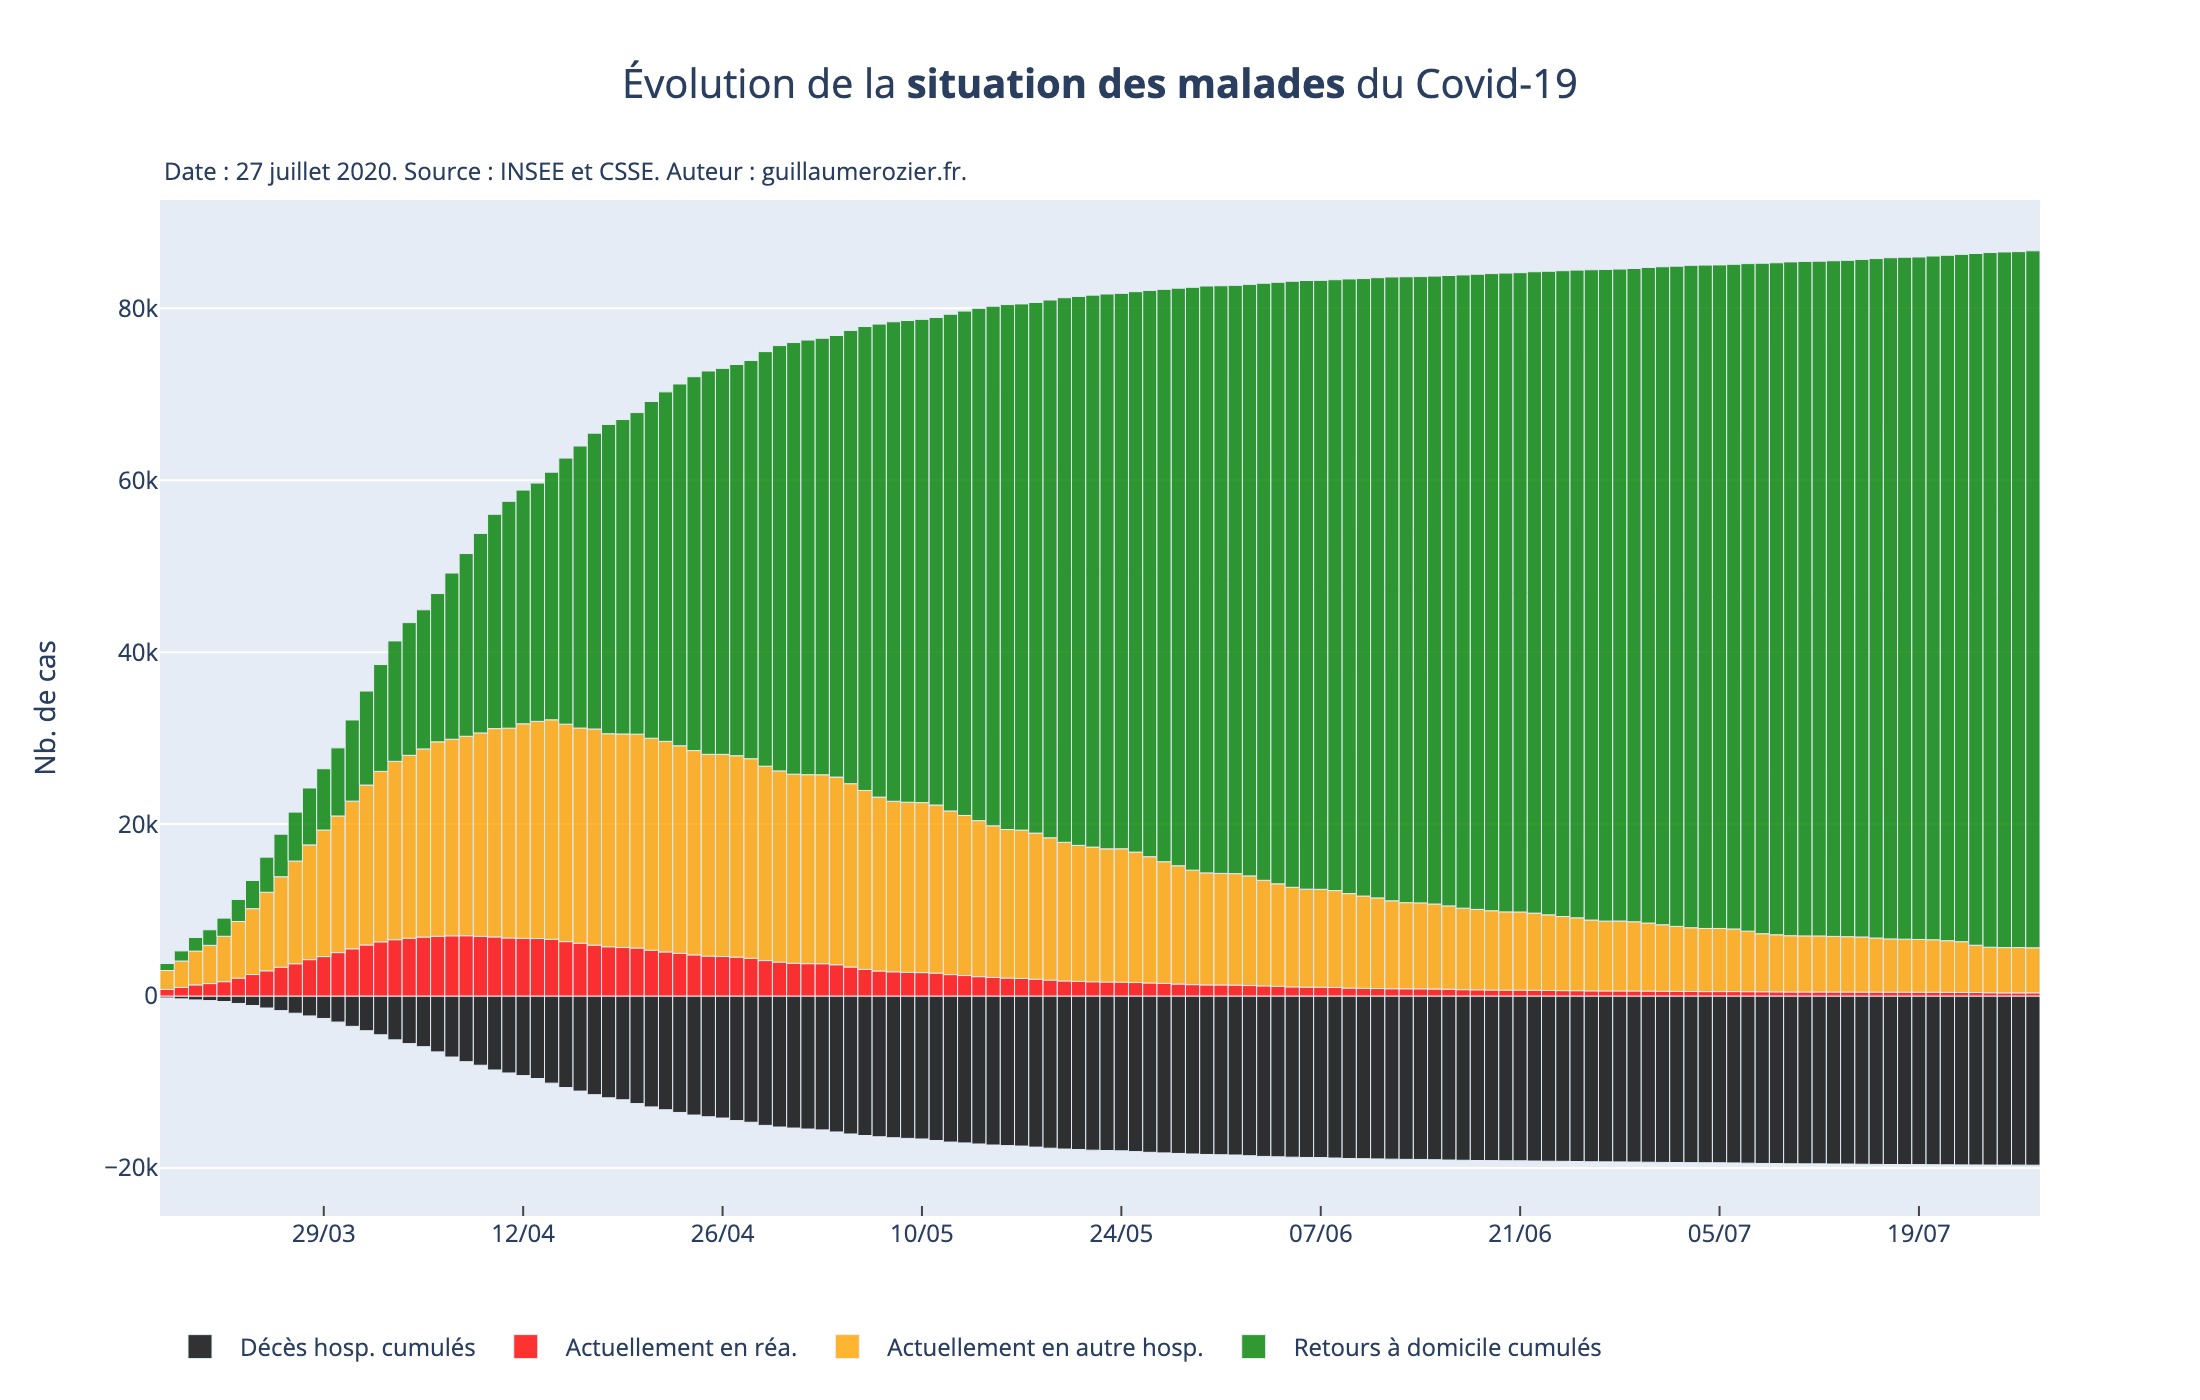 Évolution de la situation des malades du Covid-19
Date : 27 juillet 2020. Source : INSEE et CSSE. Auteur : guillaumerozier.fr.
Nb. de cas
80k
60k
40k
20k
0
−20k
29/03 12/04 26/04 10/05 24/05 07/06 21/06 05/07 19/07
Décès hosp. cumulés Actuellement en réa. Actuellement en autre hosp. Retours à domicile cumulés